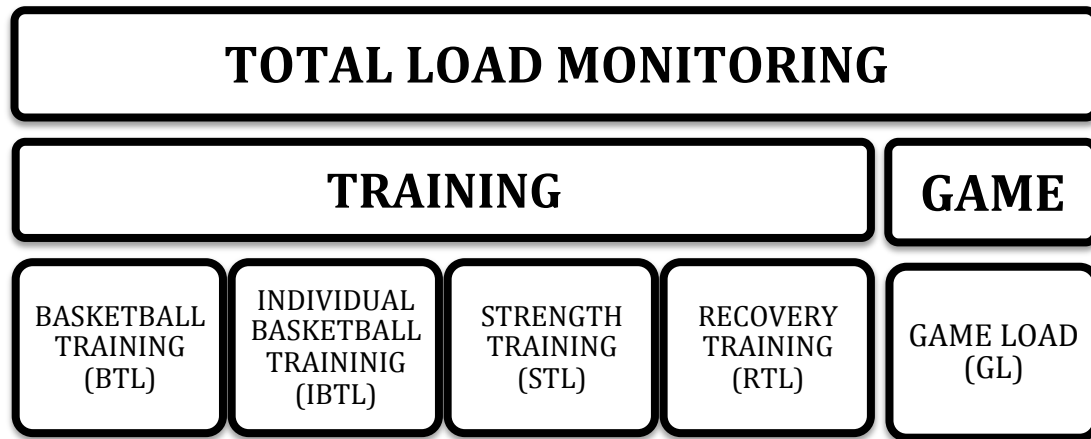 TOTAL LOAD MONITORING
TRAINING
GAME
BASKETBALL
TRAINING
(BTL)
INDIVIDUAL
BASKETBALL
TRAININIG
(IBTL)
STRENGTH
TRAINING
(STL)
RECOVERY
TRAINING
(RTL)
GAME LOAD
(GL)